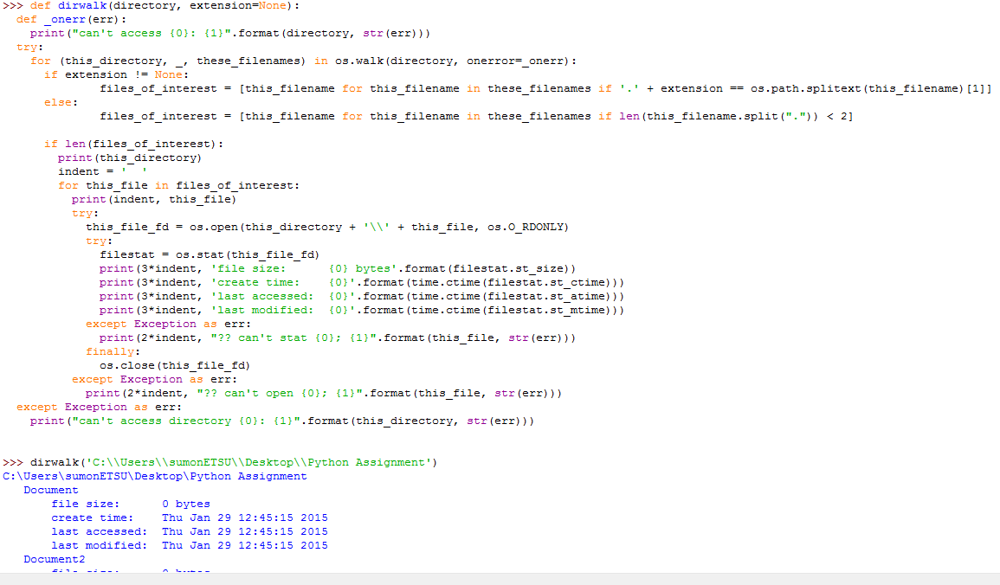 >>> def dirwalk(directory, extension=None):
  def _onerr(err):
    print("can't access {0}: {1}".format(directory, str(err)))
  try:
    for (this_directory, _, these_filenames) in os.walk(directory, onerror=_onerr):
      if extension != None:
              files_of_interest = [this_filename for this_filename in these_filenames if '.' + extension == os.path.splitext(this_filename)[1]]
      else:
              files_of_interest = [this_filename for this_filename in these_filenames if len(this_filename.split(".")) < 2]

      if len(files_of_interest):
        print(this_directory)
        indent = '  '
        for this_file in files_of_interest:
          print(indent, this_file)
          try:
            this_file_fd = os.open(this_directory + '\\' + this_file, os.O_RDONLY)
            try:
              filestat = os.stat(this_file_fd)
              print(3*indent, 'file size:      {0} bytes'.format(filestat.st_size))
              print(3*indent, 'create time:    {0}'.format(time.ctime(filestat.st_ctime)))
              print(3*indent, 'last accessed:  {0}'.format(time.ctime(filestat.st_atime)))
              print(3*indent, 'last modified:  {0}'.format(time.ctime(filestat.st_mtime)))
            except Exception as err:
              print(2*indent, "?? can't stat {0}; {1}".format(this_file, str(err)))
            finally:
              os.close(this_file_fd)
          except Exception as err:
            print(2*indent, "?? can't open {0}; {1}".format(this_file, str(err)))
  except Exception as err:
    print("can't access directory {0}: {1}".format(this_directory, str(err)))

>>> dirwalk('C:\\Users\\sumonETSU\\Desktop\\Python Assignment')
C:\Users\sumonETSU\Desktop\Python Assignment
   Document
       file size:      0 bytes
       create time:    Thu Jan 29 12:45:15 2015
       last accessed:  Thu Jan 29 12:45:15 2015
       last modified:  Thu Jan 29 12:45:15 2015
   Document2
       file size:      0 bytes